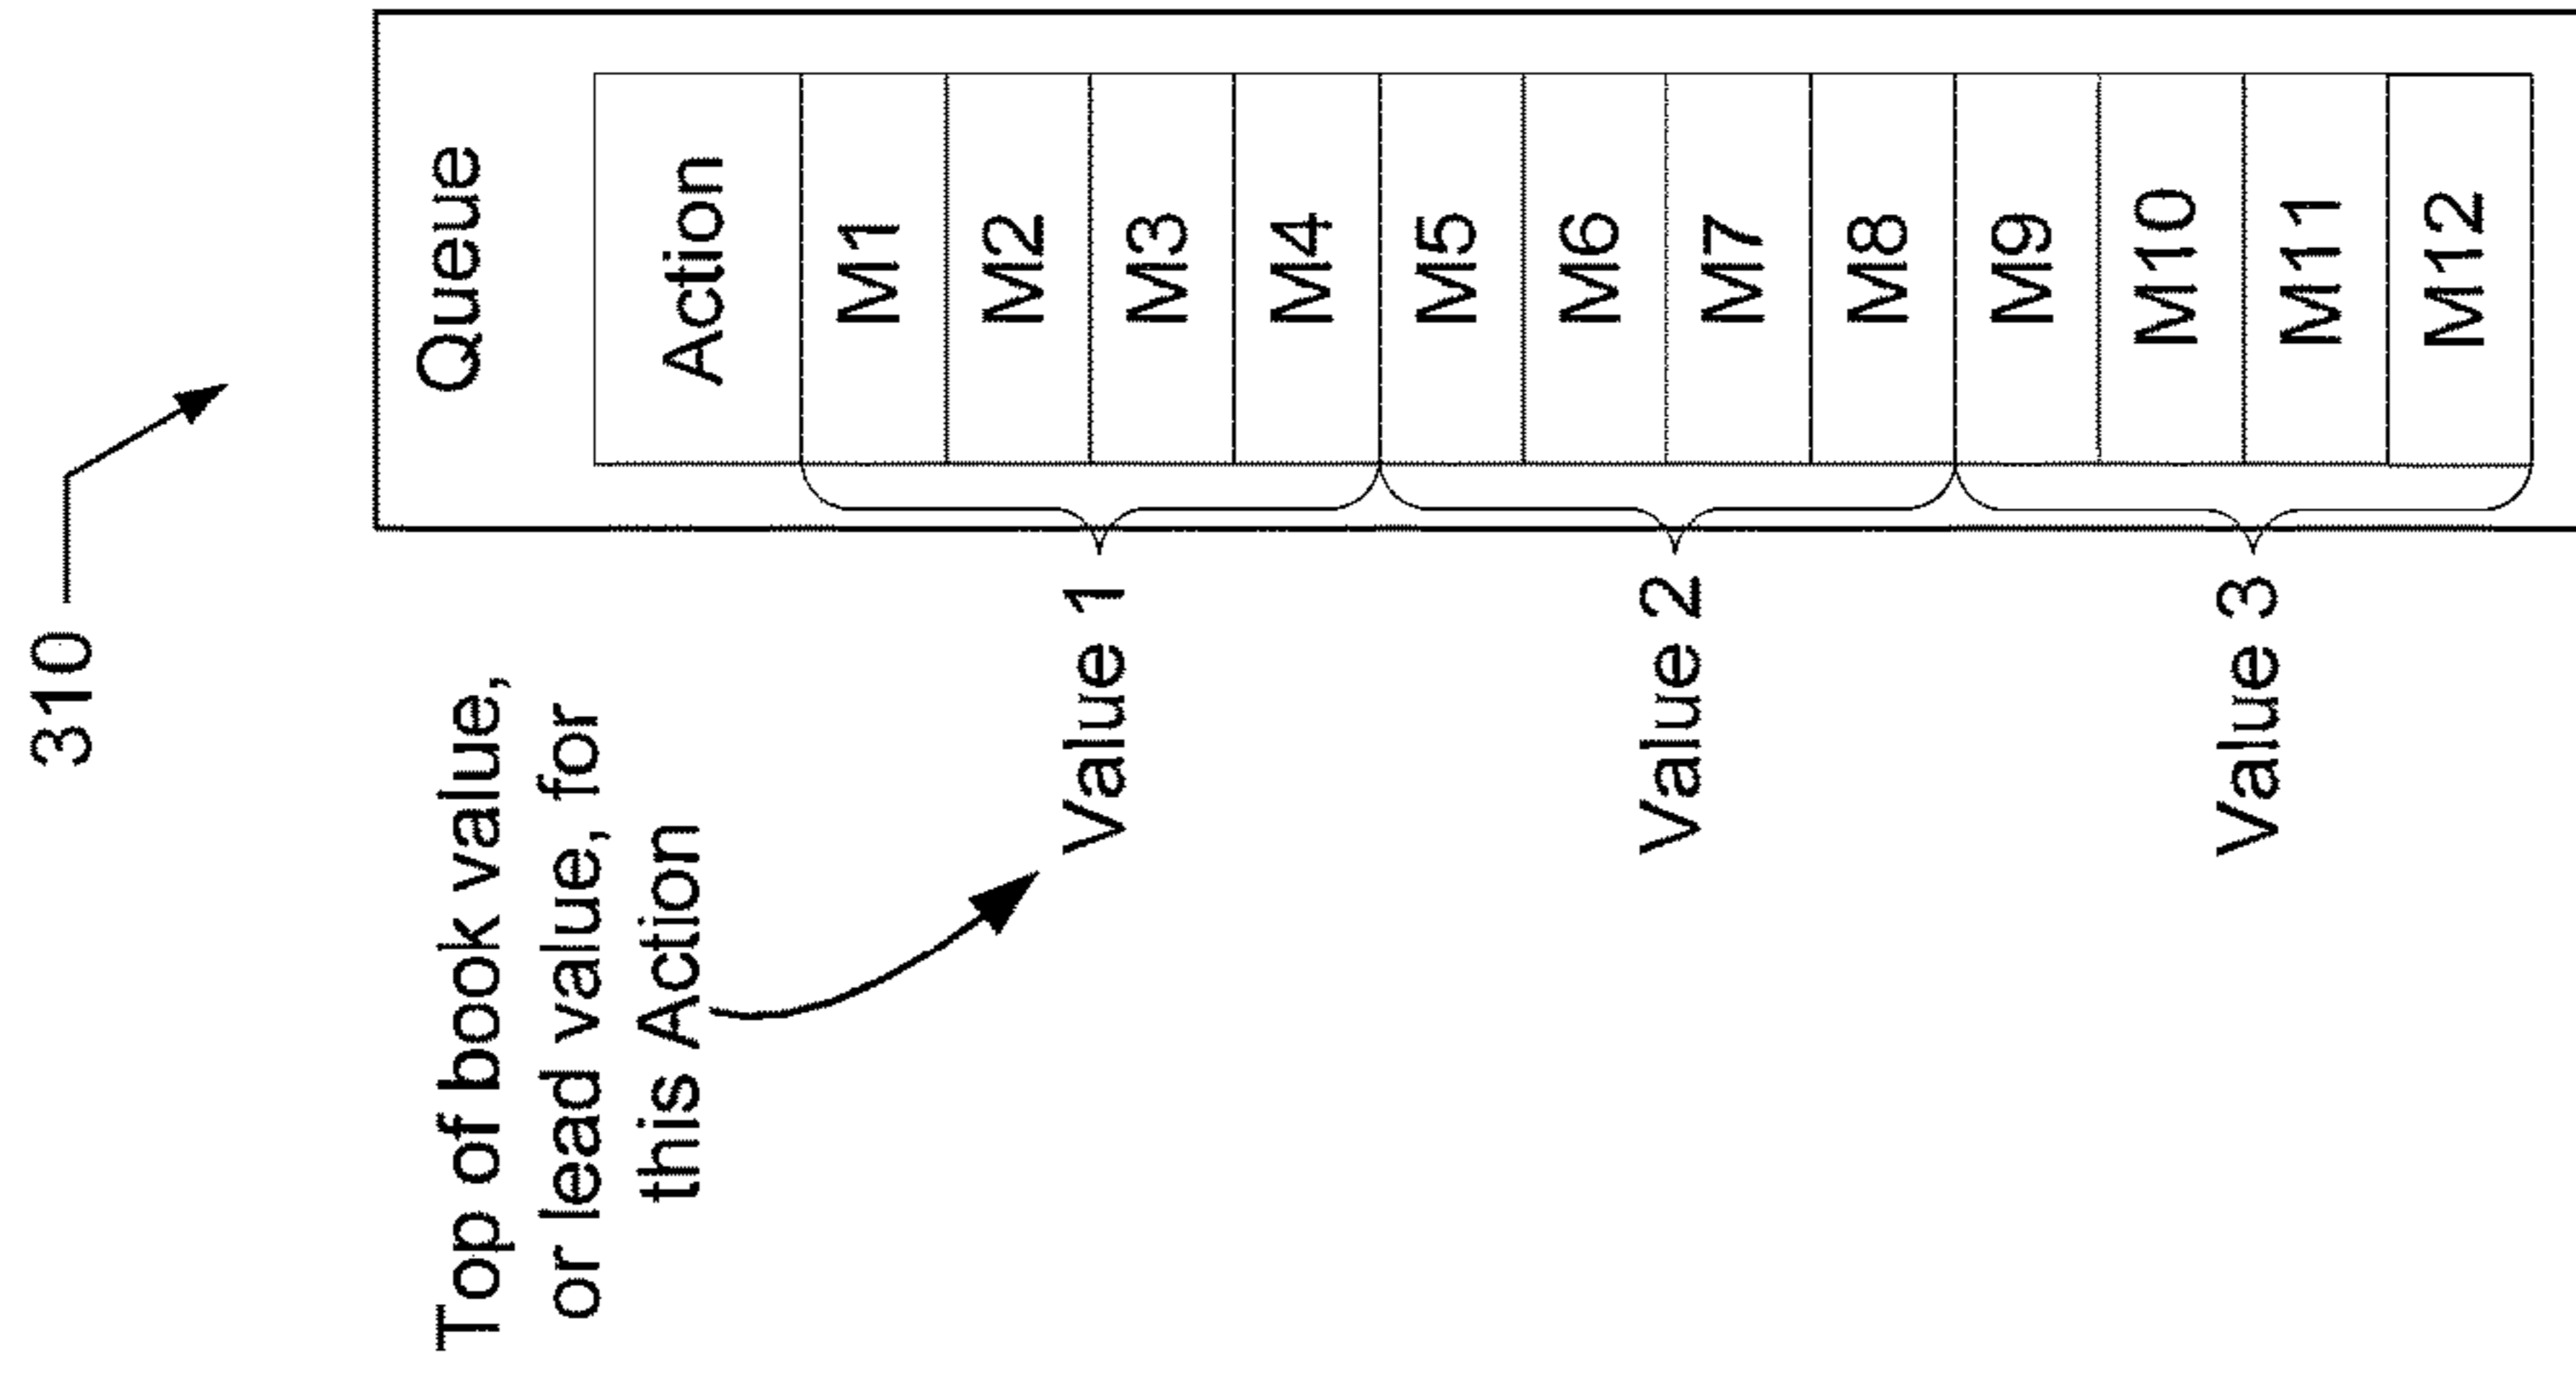 310
Top of book value,
or lead value, for
this Action
Queue
Action
M1
M2
M3
M4
M5
M6
M7
M8
M9
M10
M11
M12
Value 1
Value 2
Value 3